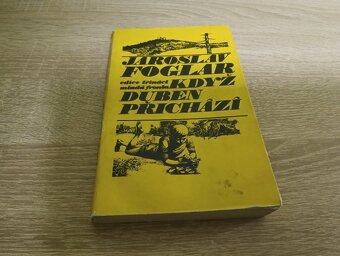 JAROSLAV
FOGLAR
edice třináct KDYŽ
mladá fronta
DUBEN
PŘICHÁZÍ